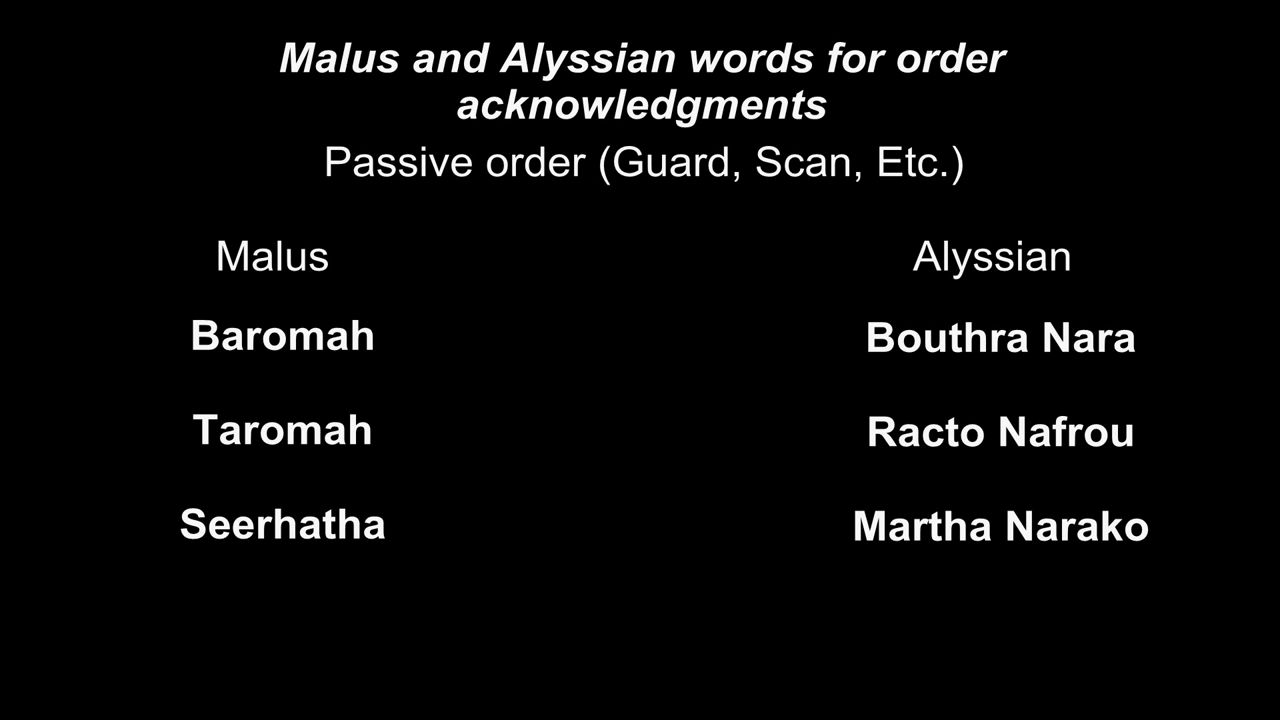 Malus and Alyssian words for order
acknowledgments
Passive order (Guard, Scan, Etc.)
Malus Alyssian
Baromah Bouthra Nara
Taromah Racto Nafrou
Seerhatha Martha Narako